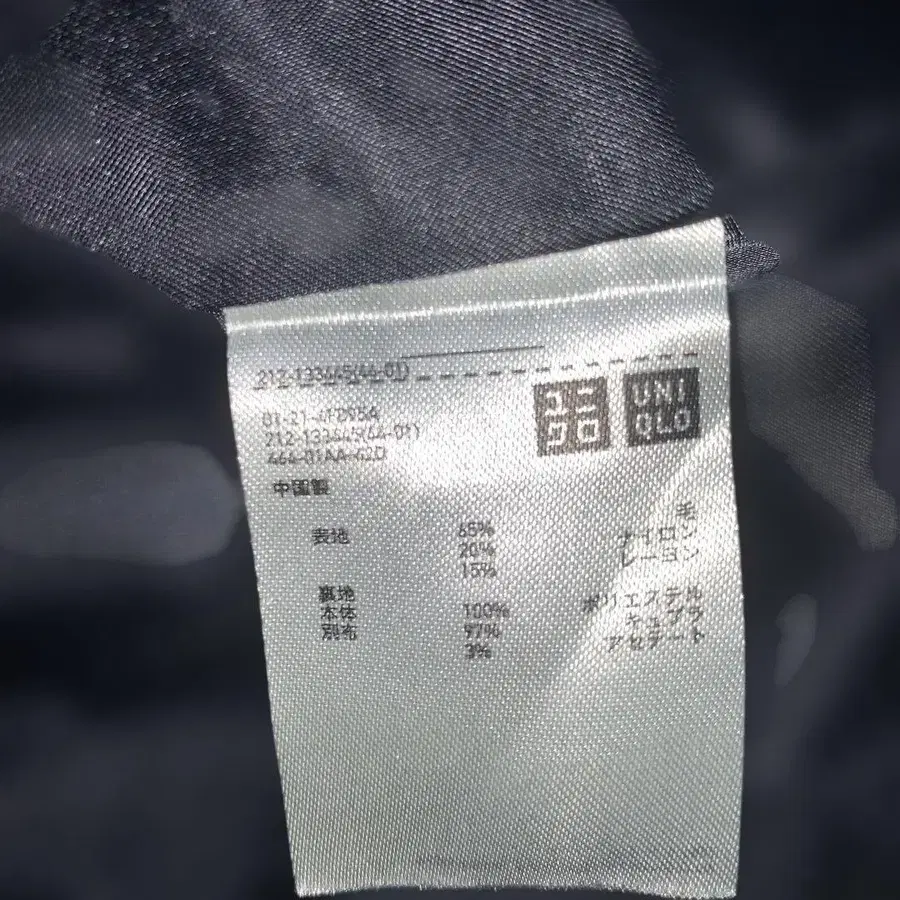 212-133445(44-01)
ユニクロ
UNIQLO
01-21-4FD95A
212-133445(44-01)
464-01AA-42D
中国製
表地 65% 毛
20% ナイロン
15% レーヨン
裏地
本体 100% ポリエステル
別布 97% キュプラ
3% アセテート